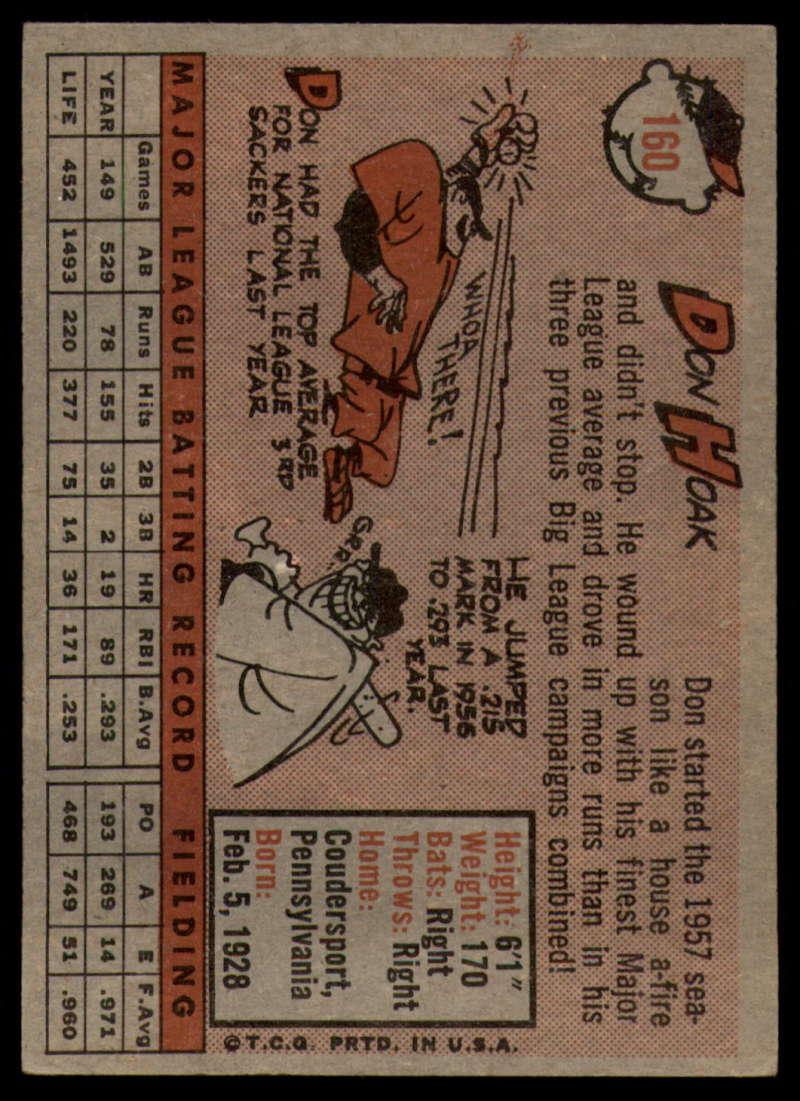 160
DON HOAK
Don started the 1957 sea-
son like a house a-fire
and didn't stop. He wound up with his finest Major
League average and drove in more runs than in his
three previous Big League campaigns combined!
WHOA
THERE!
DON HAD THE TOP AVERAGE
FOR NATIONAL LEAGUE 3RD
SACKERS LAST YEAR
HE JUMPED
FROM A .215
MARK IN 1956
TO .293 LAST
YEAR.
GRR!
Height: 6'1"
Weight: 170
Bats: Right
Throws: Right
Home:
Coudersport,
Pennsylvania
Born:
Feb. 5, 1928
©T.C.G. PRTD. IN U.S.A.
MAJOR LEAGUE BATTING RECORD FIELDING
Games AB Runs Hits 2B 3B HR RBI B.Avg PO A E F.Avg
YEAR 149 529 78 155 35 2 19 89 .293 193 269 14 .971
LIFE 452 1493 220 377 75 14 36 171 .253 468 749 51 .960